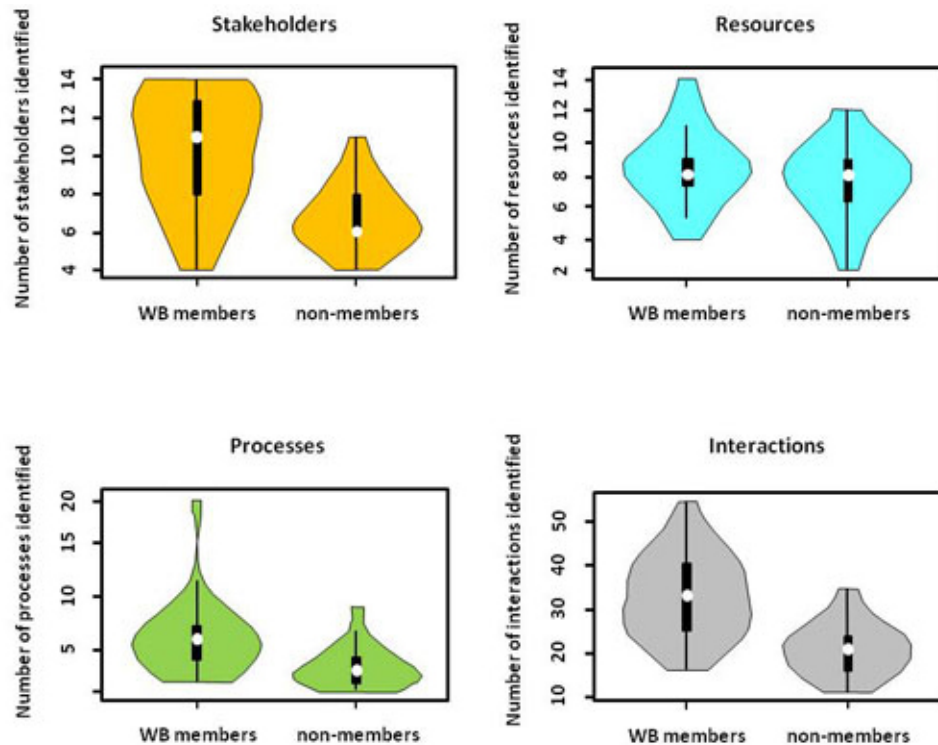 Stakeholders
Number of stakeholders identified
14
12
10
8
6
4
WB members non-members
Resources
Number of resources identified
14
12
10
8
6
4
2
WB members non-members
Processes
Number of processes identified
20
15
10
5
WB members non-members
Interactions
Number of interactions identified
50
40
30
20
10
WB members non-members